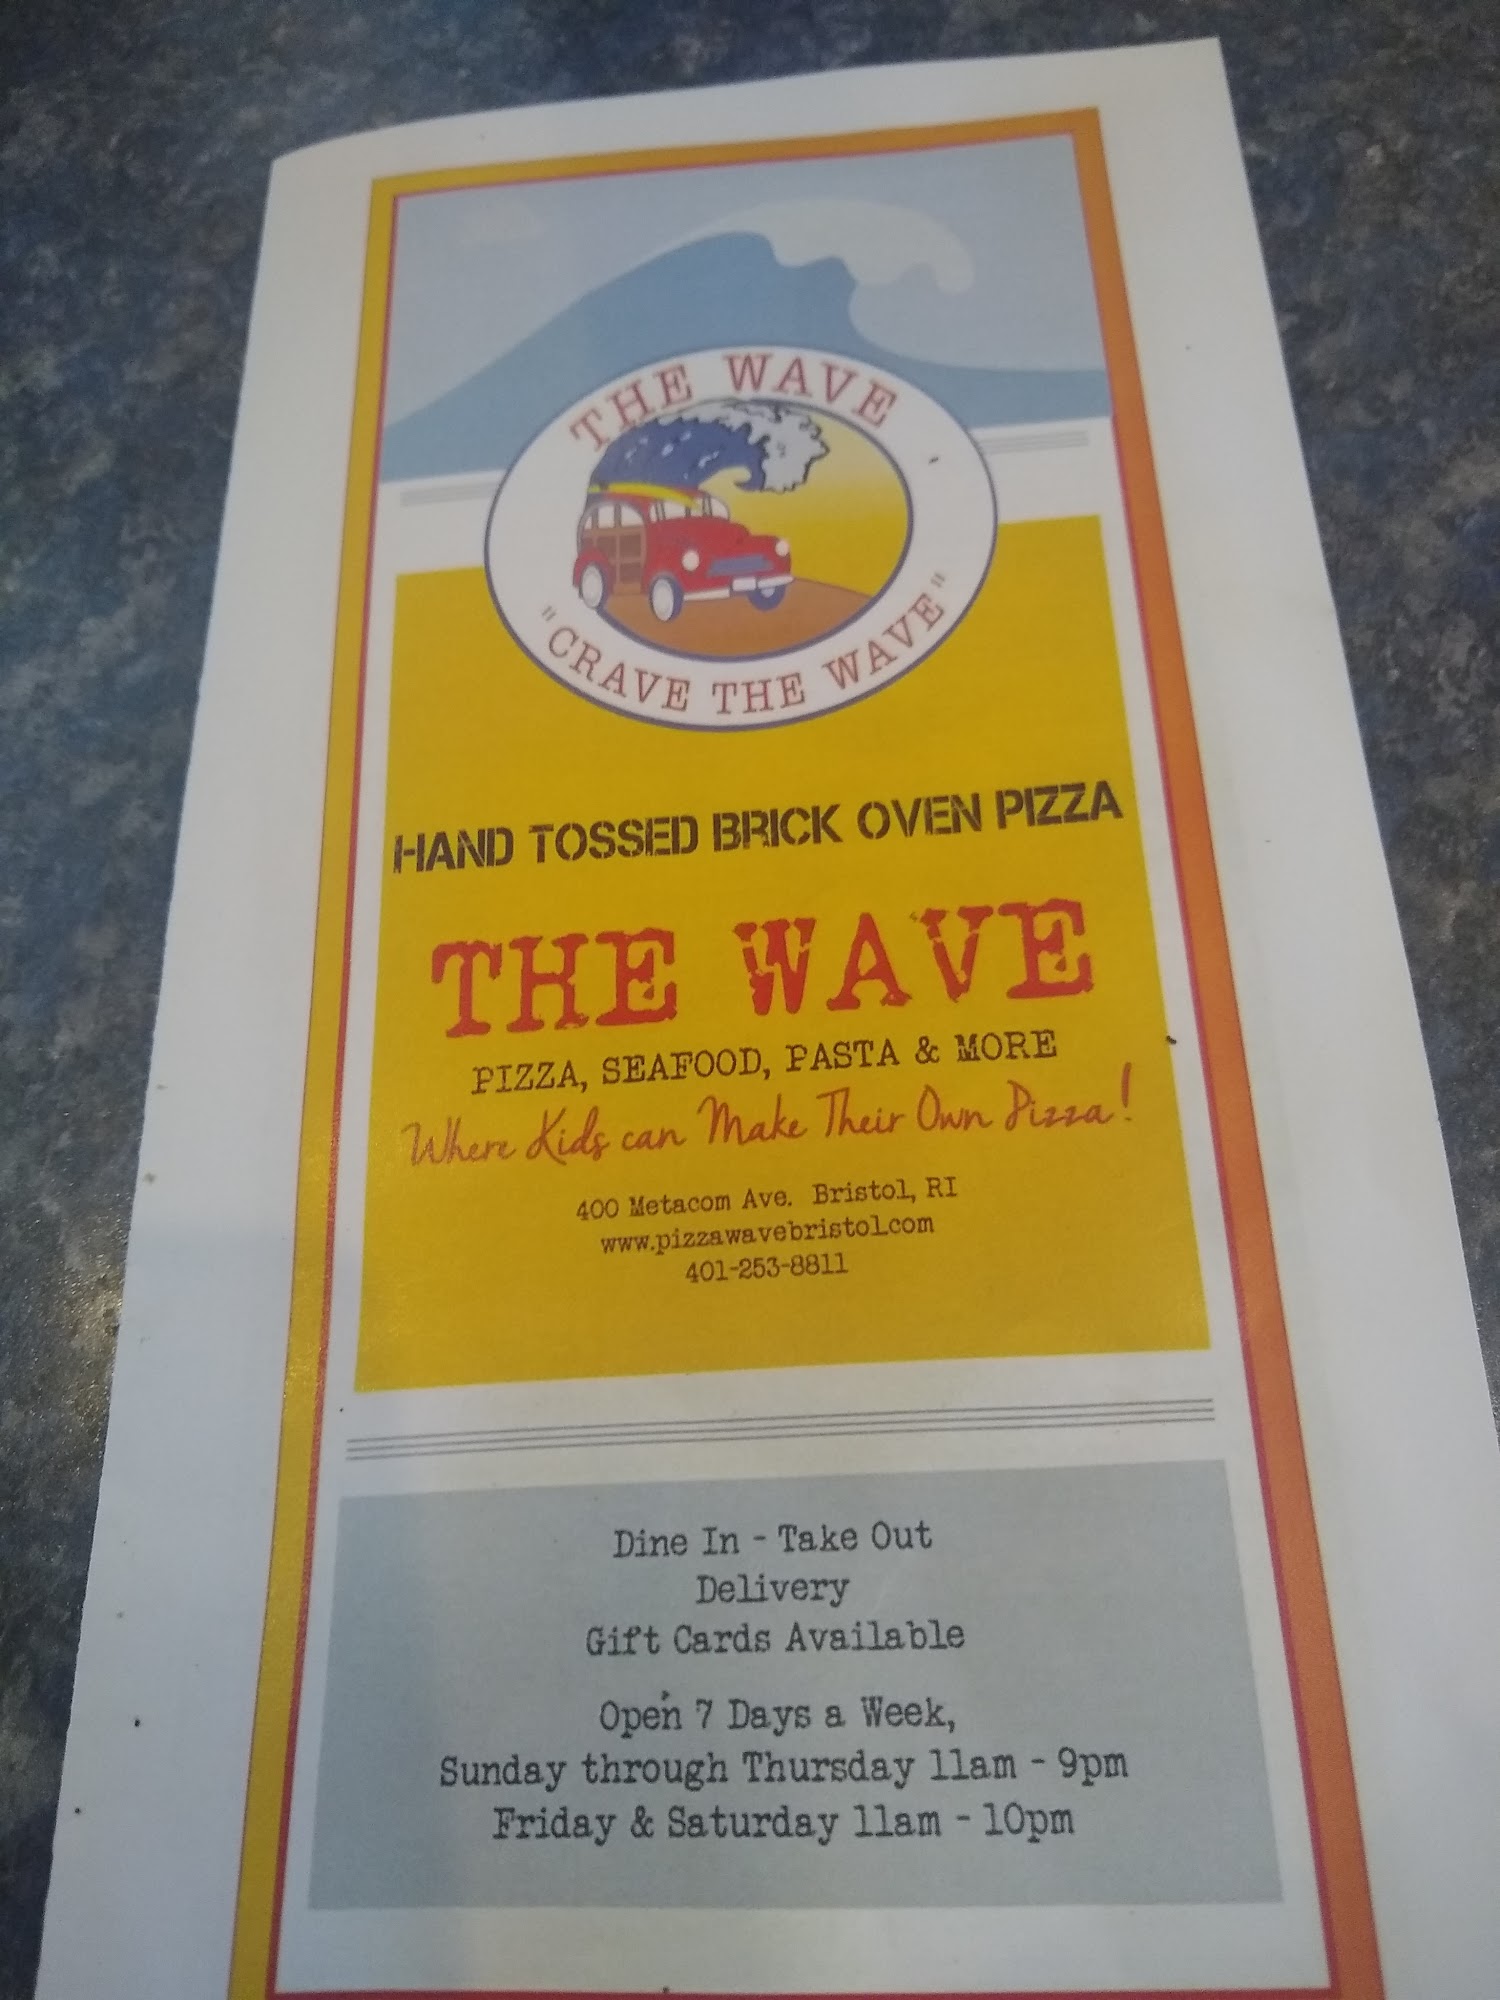 THE WAVE
"CRAVE THE WAVE"
HAND TOSSED BRICK OVEN PIZZA
THE WAVE
PIZZA, SEAFOOD, PASTA & MORE
Where Kids can Make Their Own Pizza!
400 Metacom Ave. Bristol, RI
www.pizzawavebristol.com
401-253-8811
Dine In - Take Out
Delivery
Gift Cards Available
Open 7 Days a Week,
Sunday through Thursday 11am - 9pm
Friday & Saturday 11am - 10pm